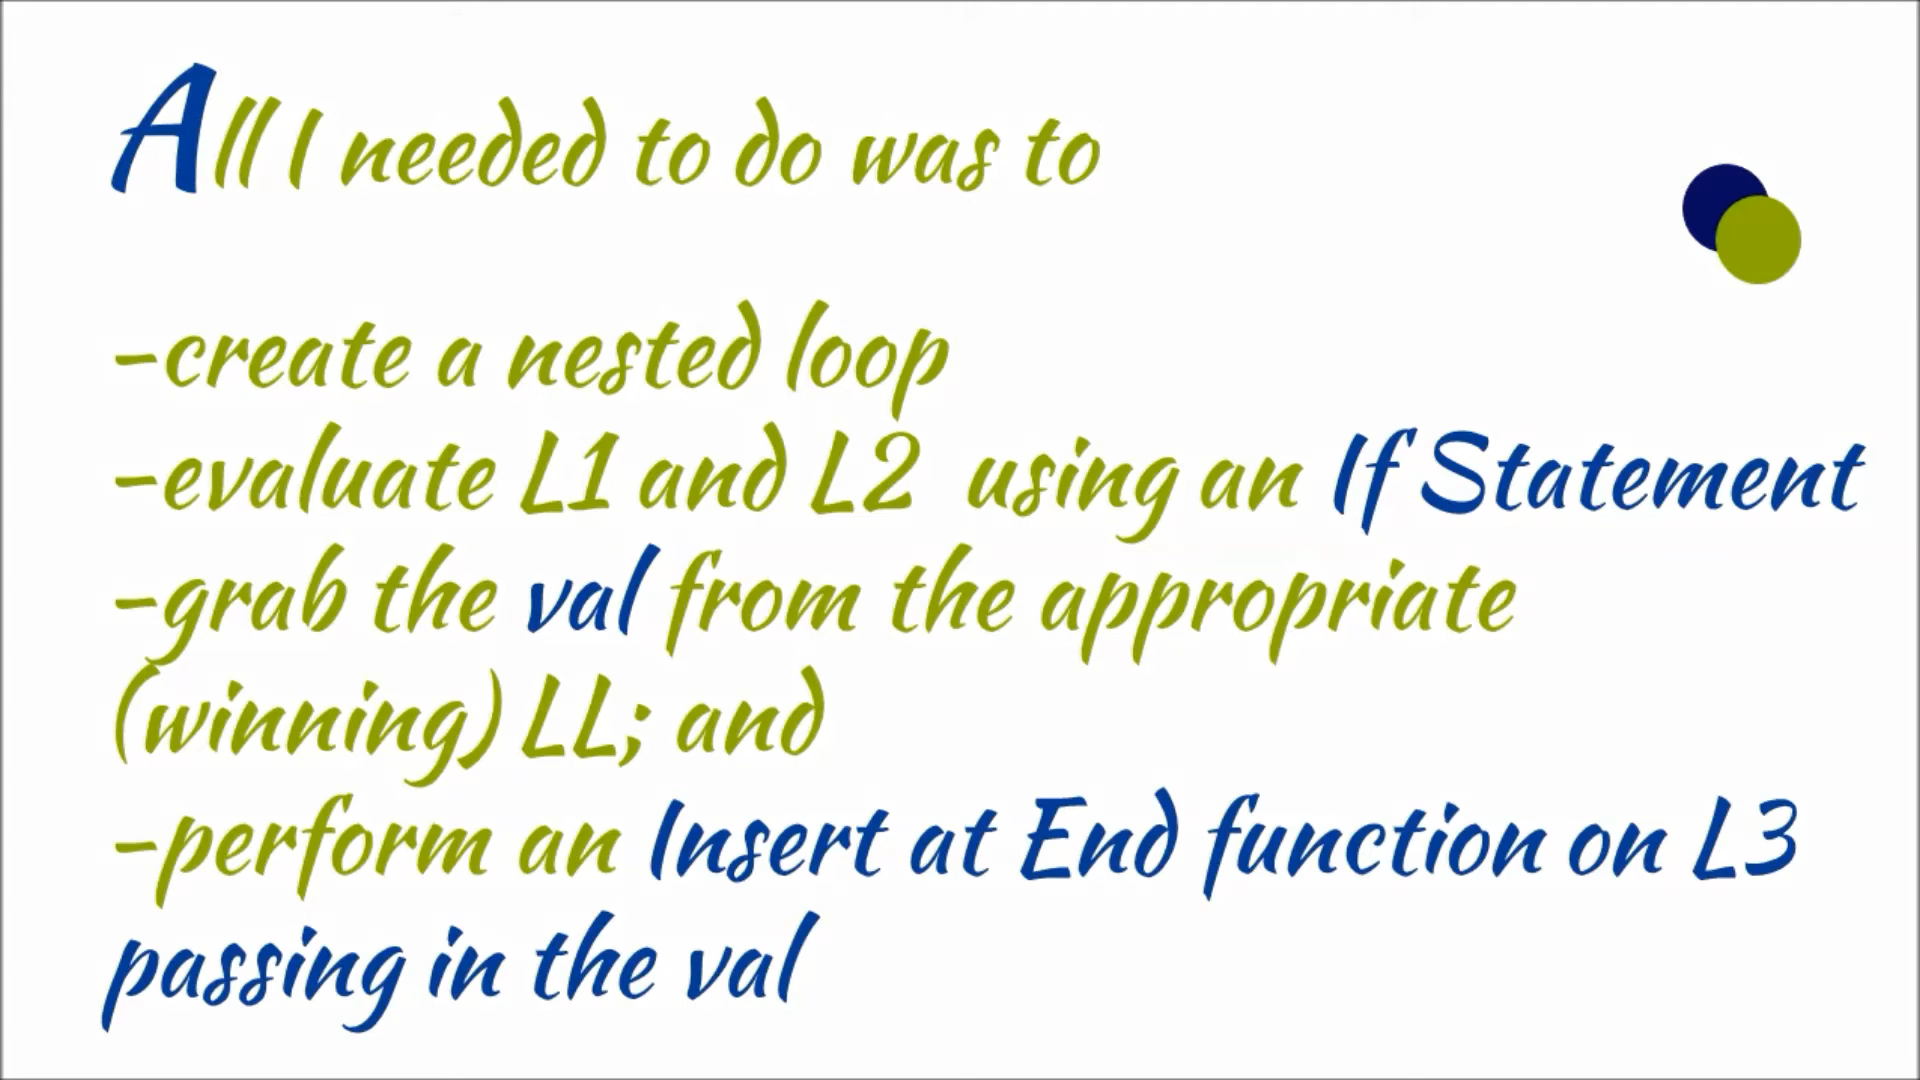 All I needed to do was to
-create a nested loop
-evaluate L1 and L2 using an If Statement
-grab the val from the appropriate
(winning) LL; and
-perform an Insert at End function on L3
passing in the val